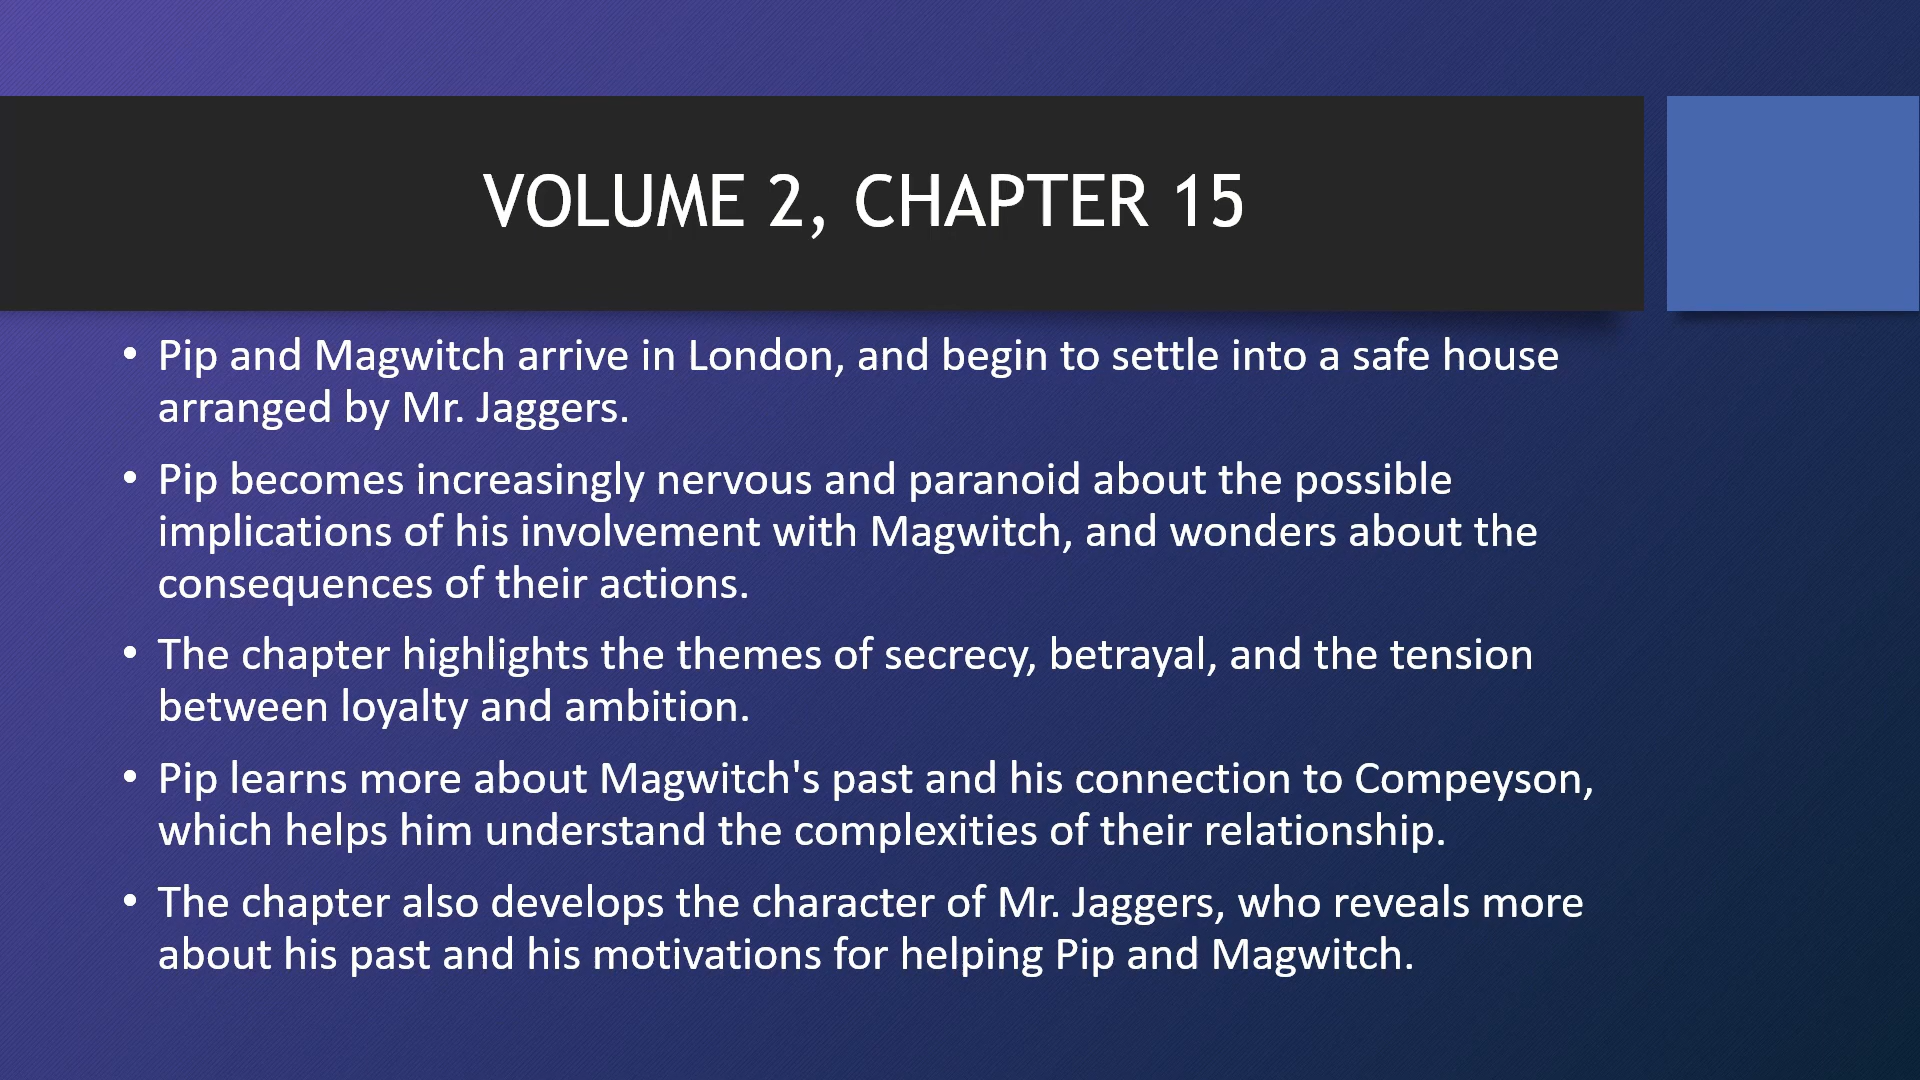 VOLUME 2, CHAPTER 15
• Pip and Magwitch arrive in London, and begin to settle into a safe house
arranged by Mr. Jaggers.
• Pip becomes increasingly nervous and paranoid about the possible
implications of his involvement with Magwitch, and wonders about the
consequences of their actions.
• The chapter highlights the themes of secrecy, betrayal, and the tension
between loyalty and ambition.
• Pip learns more about Magwitch's past and his connection to Compeyson,
which helps him understand the complexities of their relationship.
• The chapter also develops the character of Mr. Jaggers, who reveals more
about his past and his motivations for helping Pip and Magwitch.